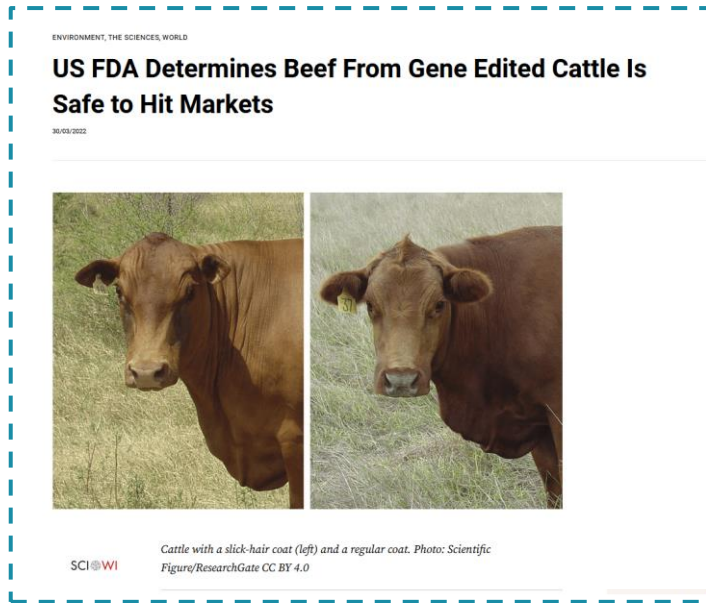 ENVIRONMENT, THE SCIENCES, WORLD
US FDA Determines Beef From Gene Edited Cattle Is
Safe to Hit Markets
30/03/2022
37
SCI WI
Cattle with a slick-hair coat (left) and a regular coat. Photo: Scientific
Figure/ResearchGate CC BY 4.0